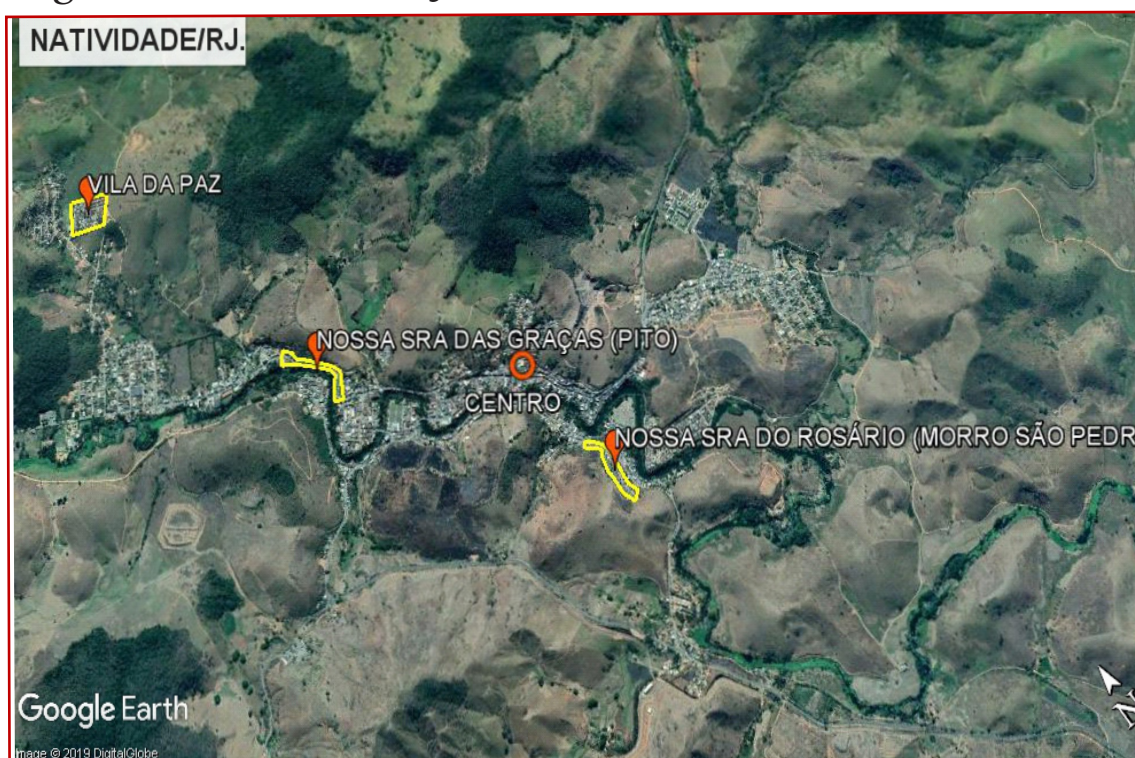 NATIVIDADE/RJ.
VILA DA PAZ
NOSSA SRA DAS GRAÇAS (PITO)
CENTRO
NOSSA SRA DO ROSÁRIO (MORRO SÃO PEDR
Google Earth
N
Image © 2019 DigitalGlobe